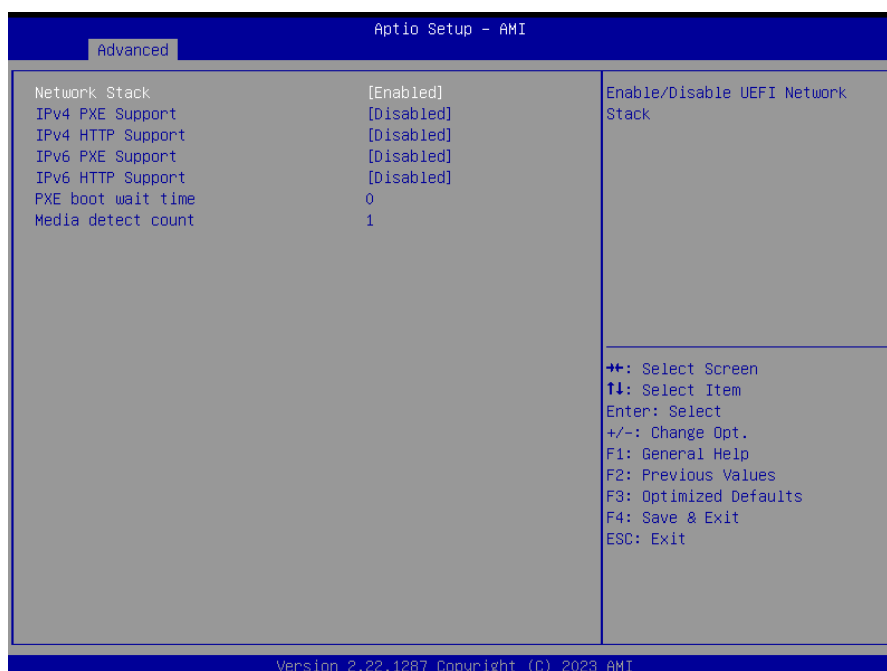 Aptio Setup – AMI
Advanced
Network Stack [Enabled]
IPv4 PXE Support [Disabled]
IPv4 HTTP Support [Disabled]
IPv6 PXE Support [Disabled]
IPv6 HTTP Support [Disabled]
PXE boot wait time 0
Media detect count 1
Enable/Disable UEFI Network
Stack
→←: Select Screen
↑↓: Select Item
Enter: Select
+/-: Change Opt.
F1: General Help
F2: Previous Values
F3: Optimized Defaults
F4: Save & Exit
ESC: Exit
Version 2.22.1287 Copyright (C) 2023 AMI